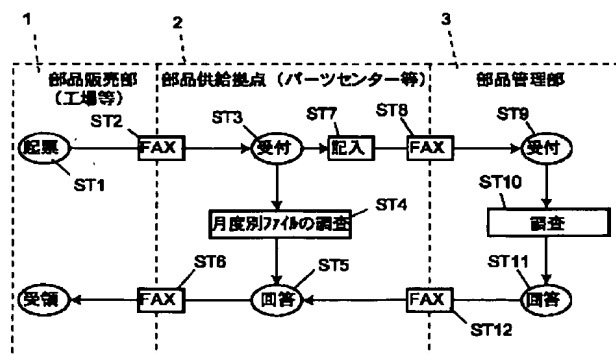 1
2
3
部品販売部
（工場等）
部品供給拠点（パーツセンター等）
部品管理部
ST2
ST3
ST7
ST8
ST9
起票
FAX
受付
記入
FAX
受付
ST1
ST10
ST4
月度別ファイルの調査
調査
ST6
ST5
ST11
受領
FAX
回答
FAX
回答
ST12